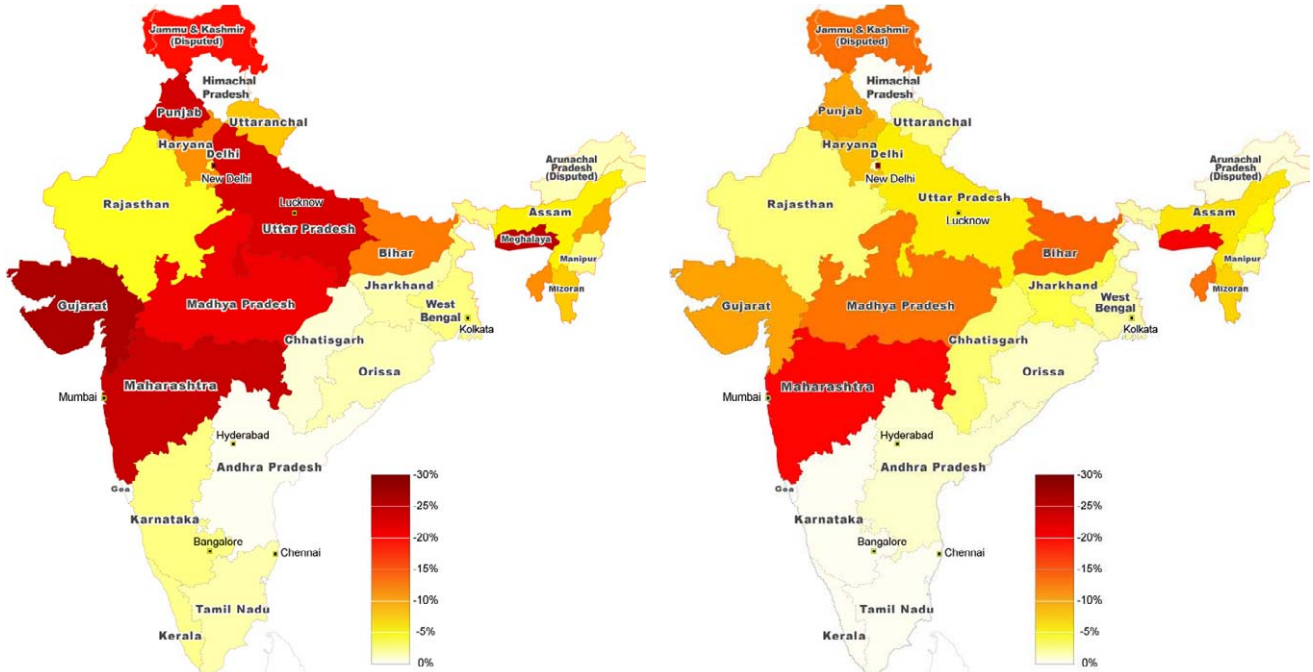 Jammu & Kashmir
(Disputed)
Himachal
Pradesh
Punjab
Uttaranchal
Haryana
Delhi
New Delhi
Arunachal
Pradesh
(Disputed)
Rajasthan
Lucknow
Uttar Pradesh
Assam
Meghalaya
Bihar
Manipur
Mizoran
Gujarat
Madhya Pradesh
Jharkhand
West
Bengal
Kolkata
Chhatisgarh
Orissa
Maharashtra
Mumbai
Hyderabad
Andhra Pradesh
Goa
Karnataka
Bangalore
Chennai
Tamil Nadu
Kerala
-30%
-25%
-20%
-15%
-10%
-5%
0%
Jammu & Kashmir
(Disputed)
Himachal
Pradesh
Punjab
Uttaranchal
Haryana
Delhi
New Delhi
Arunachal
Pradesh
(Disputed)
Rajasthan
Uttar Pradesh
Lucknow
Assam
Bihar
Manipur
Mizoran
Gujarat
Madhya Pradesh
Jharkhand
West
Bengal
Kolkata
Chhatisgarh
Orissa
Maharashtra
Mumbai
Hyderabad
Andhra Pradesh
Goa
Karnataka
Bangalore
Chennai
Tamil Nadu
Kerala
-30%
-25%
-20%
-15%
-10%
-5%
0%